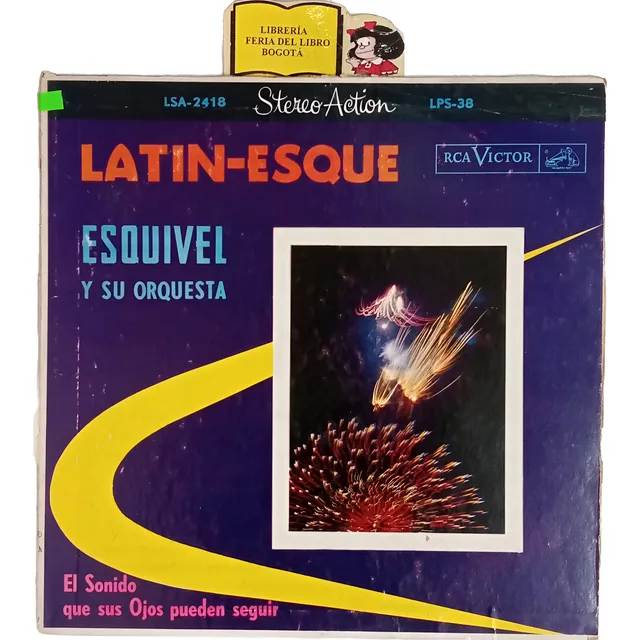 LIBRERÍA
FERIA DEL LIBRO
BOGOTÁ
LSA-2418 Stereo Action LPS-38
LATIN-ESQUE
RCA VICTOR
ESQUIVEL
Y SU ORQUESTA
El Sonido
que sus Ojos pueden seguir